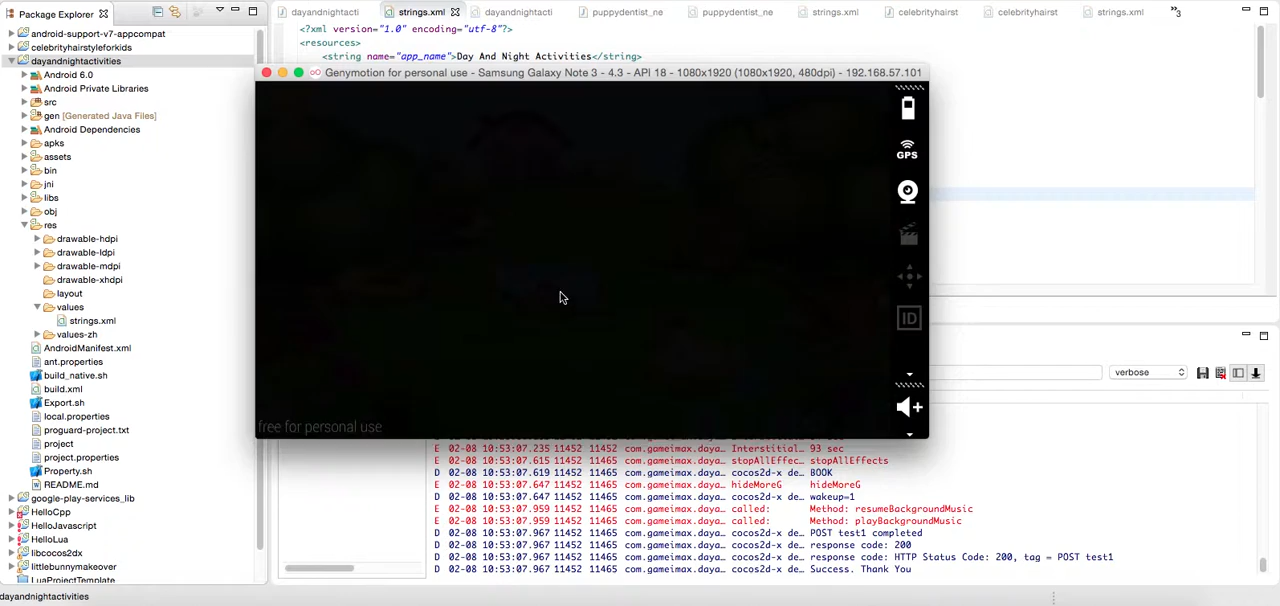 Package Explorer
android-support-v7-appcompat
celebrityhairstyleforkids
dayandnightactivities
Android 6.0
Android Private Libraries
src
gen [Generated Java Files]
Android Dependencies
apks
assets
bin
jni
libs
obj
res
drawable-hdpi
drawable-ldpi
drawable-mdpi
drawable-xhdpi
layout
values
strings.xml
values-zh
AndroidManifest.xml
ant.properties
build_native.sh
build.xml
Export.sh
local.properties
proguard-project.txt
project
project.properties
Property.sh
README.md
google-play-services_lib
HelloCpp
HelloJavascript
HelloLua
libcocos2dx
littlebunnymakeover
LuaProjectTemplate
dayandnightactivities
dayandnightacti strings.xml dayandnightacti puppydentist_ne puppydentist_ne strings.xml celebrityhairst celebrityhairst strings.xml 3
<?xml version="1.0" encoding="utf-8"?>
<resources>
<string name="app_name">Day And Night Activities</string>
Genymotion for personal use - Samsung Galaxy Note 3 - 4.3 - API 18 - 1080x1920 (1080x1920, 480dpi) - 192.168.57.101
GPS
ID
free for personal use
verbose
E 02-08 10:53:07.235 11452 11465 com.gameimax.daya… Interstitial… 93 sec
E 02-08 10:53:07.615 11452 11465 com.gameimax.daya… stopAllEffec… stopAllEffects
D 02-08 10:53:07.619 11452 11465 com.gameimax.daya… cocos2d-x de… BOOK
E 02-08 10:53:07.647 11452 11465 com.gameimax.daya… hideMoreG hideMoreG
D 02-08 10:53:07.647 11452 11465 com.gameimax.daya… cocos2d-x de… wakeup=1
E 02-08 10:53:07.959 11452 11465 com.gameimax.daya… called: Method: resumeBackgroundMusic
E 02-08 10:53:07.959 11452 11465 com.gameimax.daya… called: Method: playBackgroundMusic
D 02-08 10:53:07.967 11452 11465 com.gameimax.daya… cocos2d-x de… POST test1 completed
D 02-08 10:53:07.967 11452 11465 com.gameimax.daya… cocos2d-x de… response code: 200
D 02-08 10:53:07.967 11452 11465 com.gameimax.daya… cocos2d-x de… response code: HTTP Status Code: 200, tag = POST test1
D 02-08 10:53:07.967 11452 11465 com.gameimax.daya… cocos2d-x de… Success. Thank You